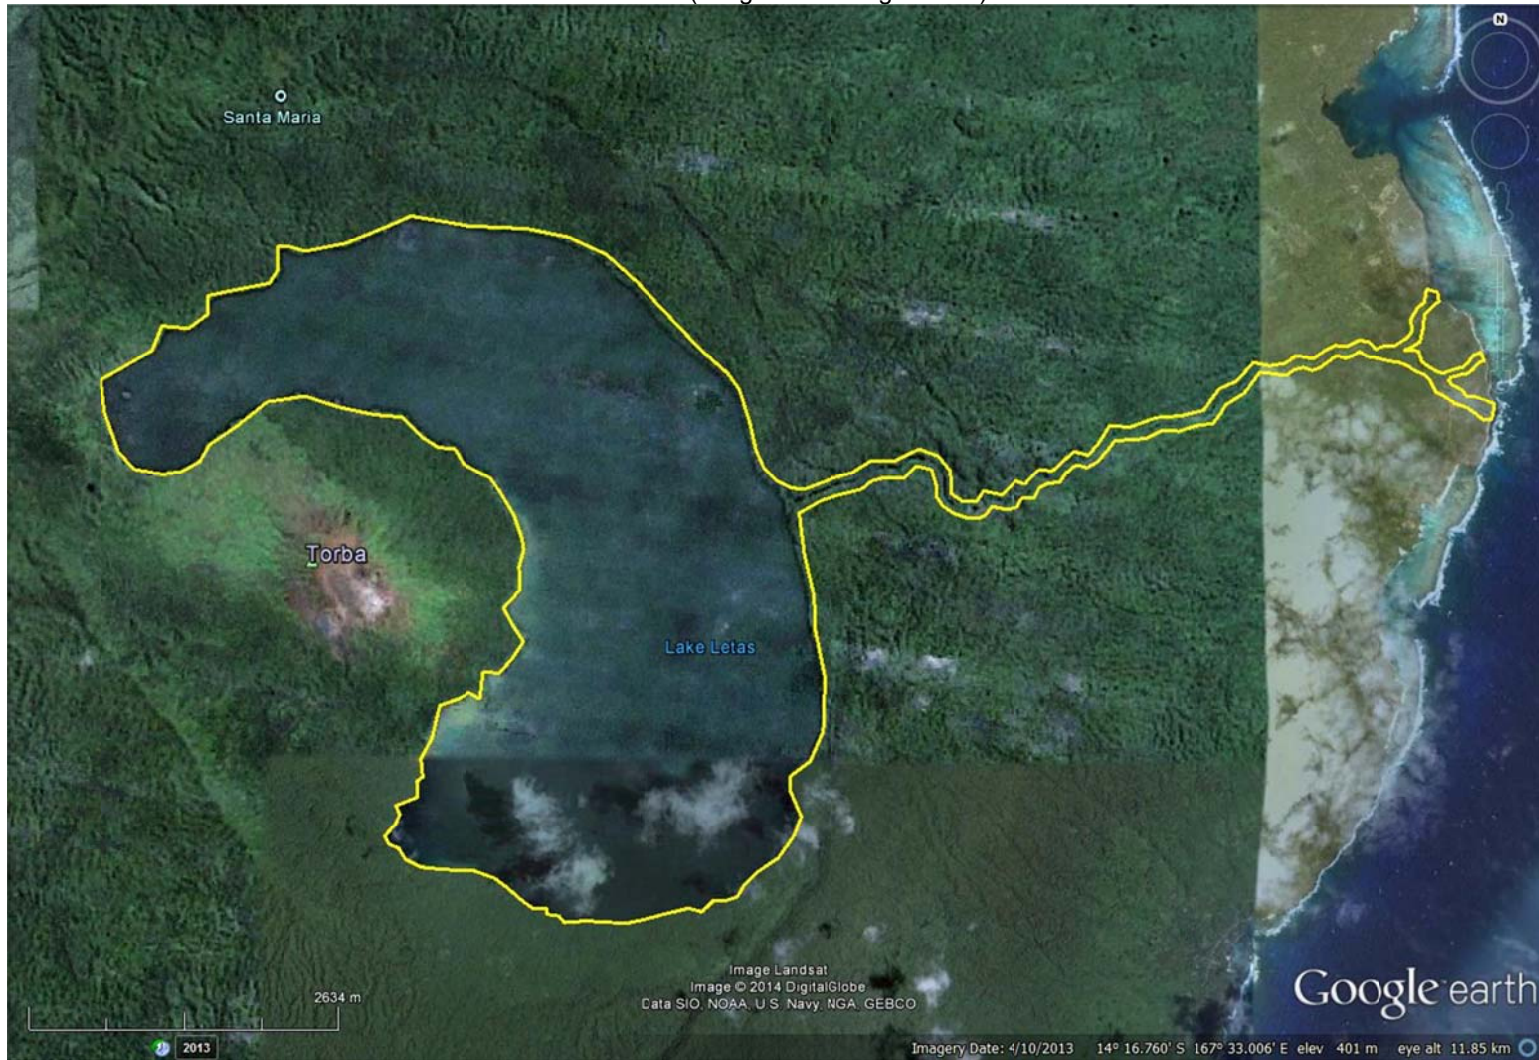 N
Santa Maria
Torba
Lake Letas
Image Landsat
Image © 2014 DigitalGlobe
Data SIO, NOAA, U.S. Navy, NGA, GEBCO
2634 m
Google earth
2013
Imagery Date: 4/10/2013 14° 16.760' S 167° 33.006' E elev 401 m eye alt 11.85 km